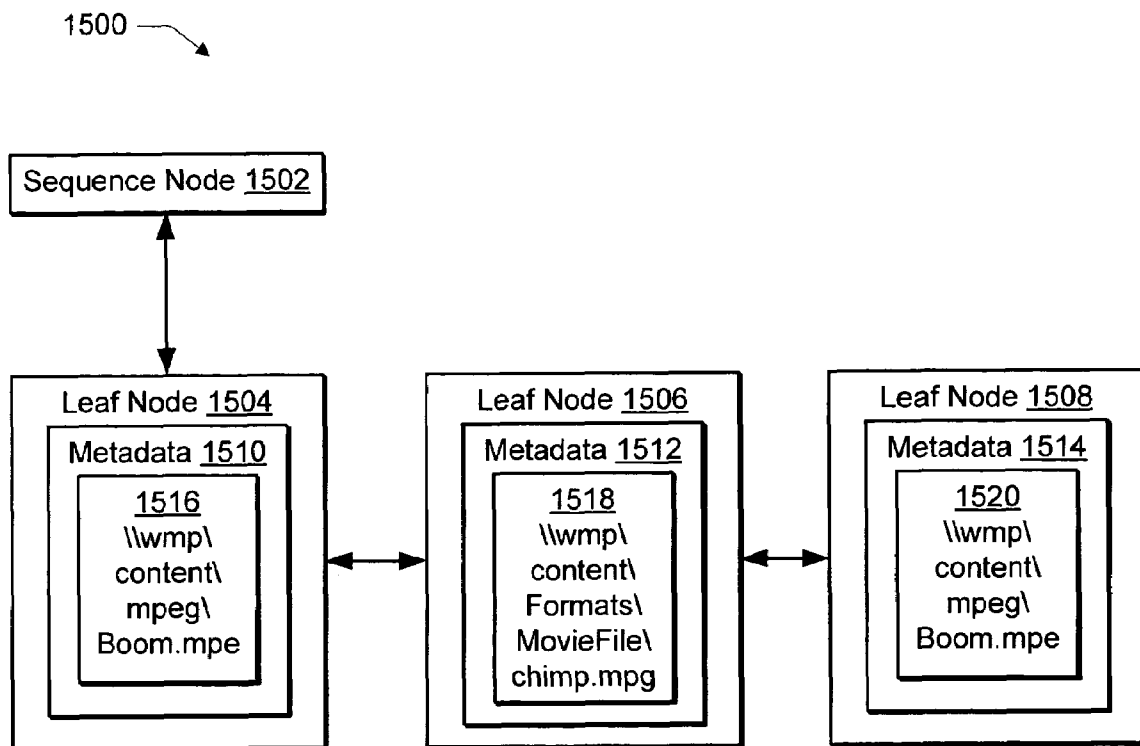 1500
Sequence Node 1502
Leaf Node 1504
Metadata 1510
1516
\\wmp\
content\
mpeg\
Boom.mpe
Leaf Node 1506
Metadata 1512
1518
\\wmp\
content\
Formats\
MovieFile\
chimp.mpg
Leaf Node 1508
Metadata 1514
1520
\\wmp\
content\
mpeg\
Boom.mpe